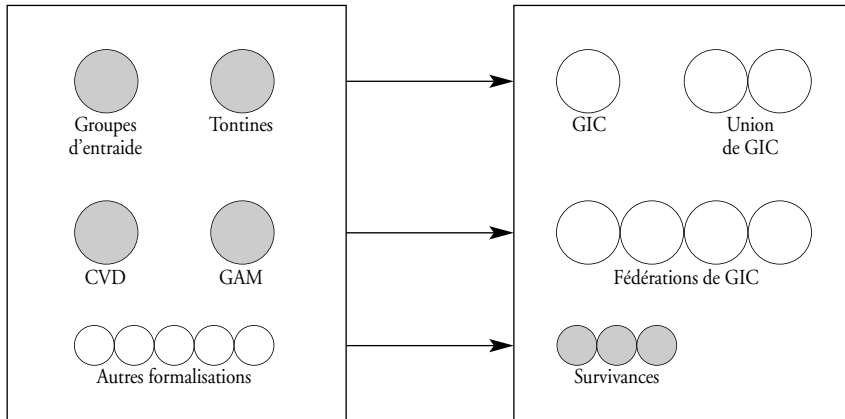 Groupes
d'entraide
Tontines
CVD
GAM
Autres formalisations
GIC
Union
de GIC
Fédérations de GIC
Survivances